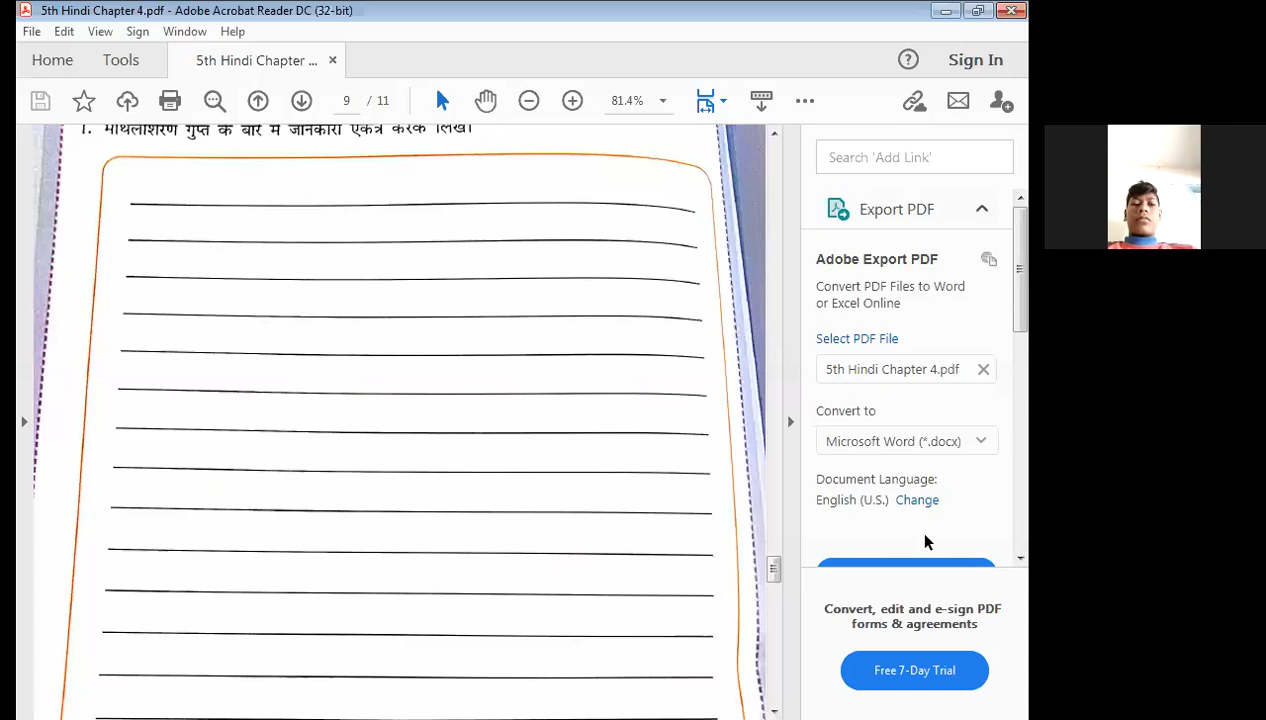 5th Hindi Chapter 4.pdf - Adobe Acrobat Reader DC (32-bit)
File Edit View Sign Window Help
Home Tools 5th Hindi Chapter ... × Sign In
9 / 11 81.4%
1. मैथिलीशरण गुप्त के बारे में जानकारी एकत्र करके लिखो।
Search 'Add Link'
Export PDF
Adobe Export PDF
Convert PDF Files to Word
or Excel Online
Select PDF File
5th Hindi Chapter 4.pdf
Convert to
Microsoft Word (*.docx)
Document Language:
English (U.S.) Change
Convert, edit and e-sign PDF
forms & agreements
Free 7-Day Trial